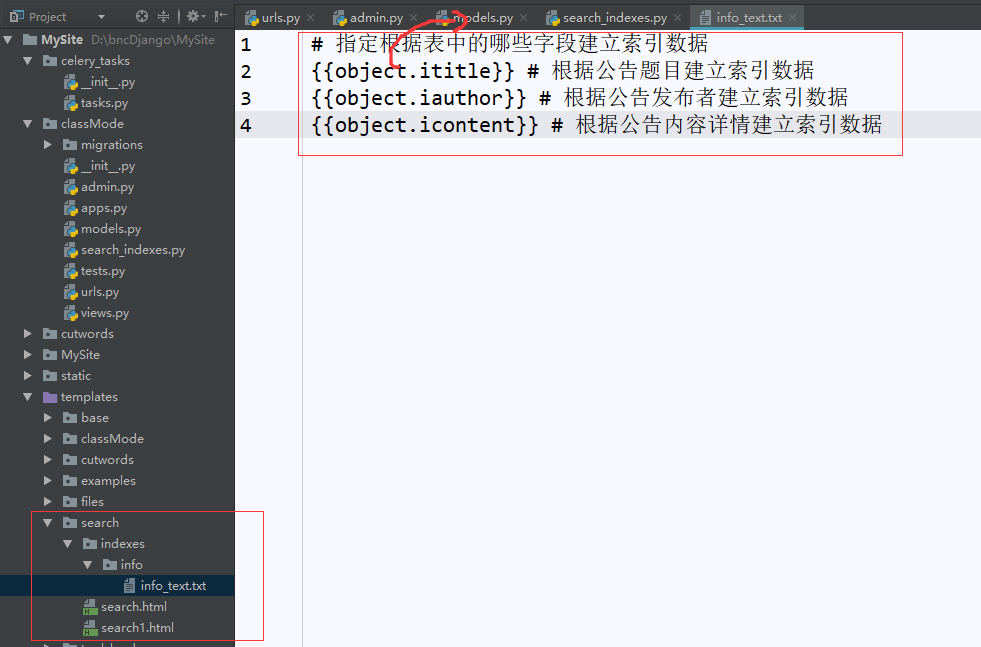 Project
MySite D:\bncDjango\MySite
celery_tasks
__init__.py
tasks.py
classMode
migrations
__init__.py
admin.py
apps.py
models.py
search_indexes.py
tests.py
urls.py
views.py
cutwords
MySite
static
templates
base
classMode
cutwords
examples
files
search
indexes
info
info_text.txt
search.html
search1.html
urls.py admin.py models.py search_indexes.py info_text.txt
1 # 指定根据表中的哪些字段建立索引数据
2 {{object.ititle}} # 根据公告题目建立索引数据
3 {{object.iauthor}} # 根据公告发布者建立索引数据
4 {{object.icontent}} # 根据公告内容详情建立索引数据